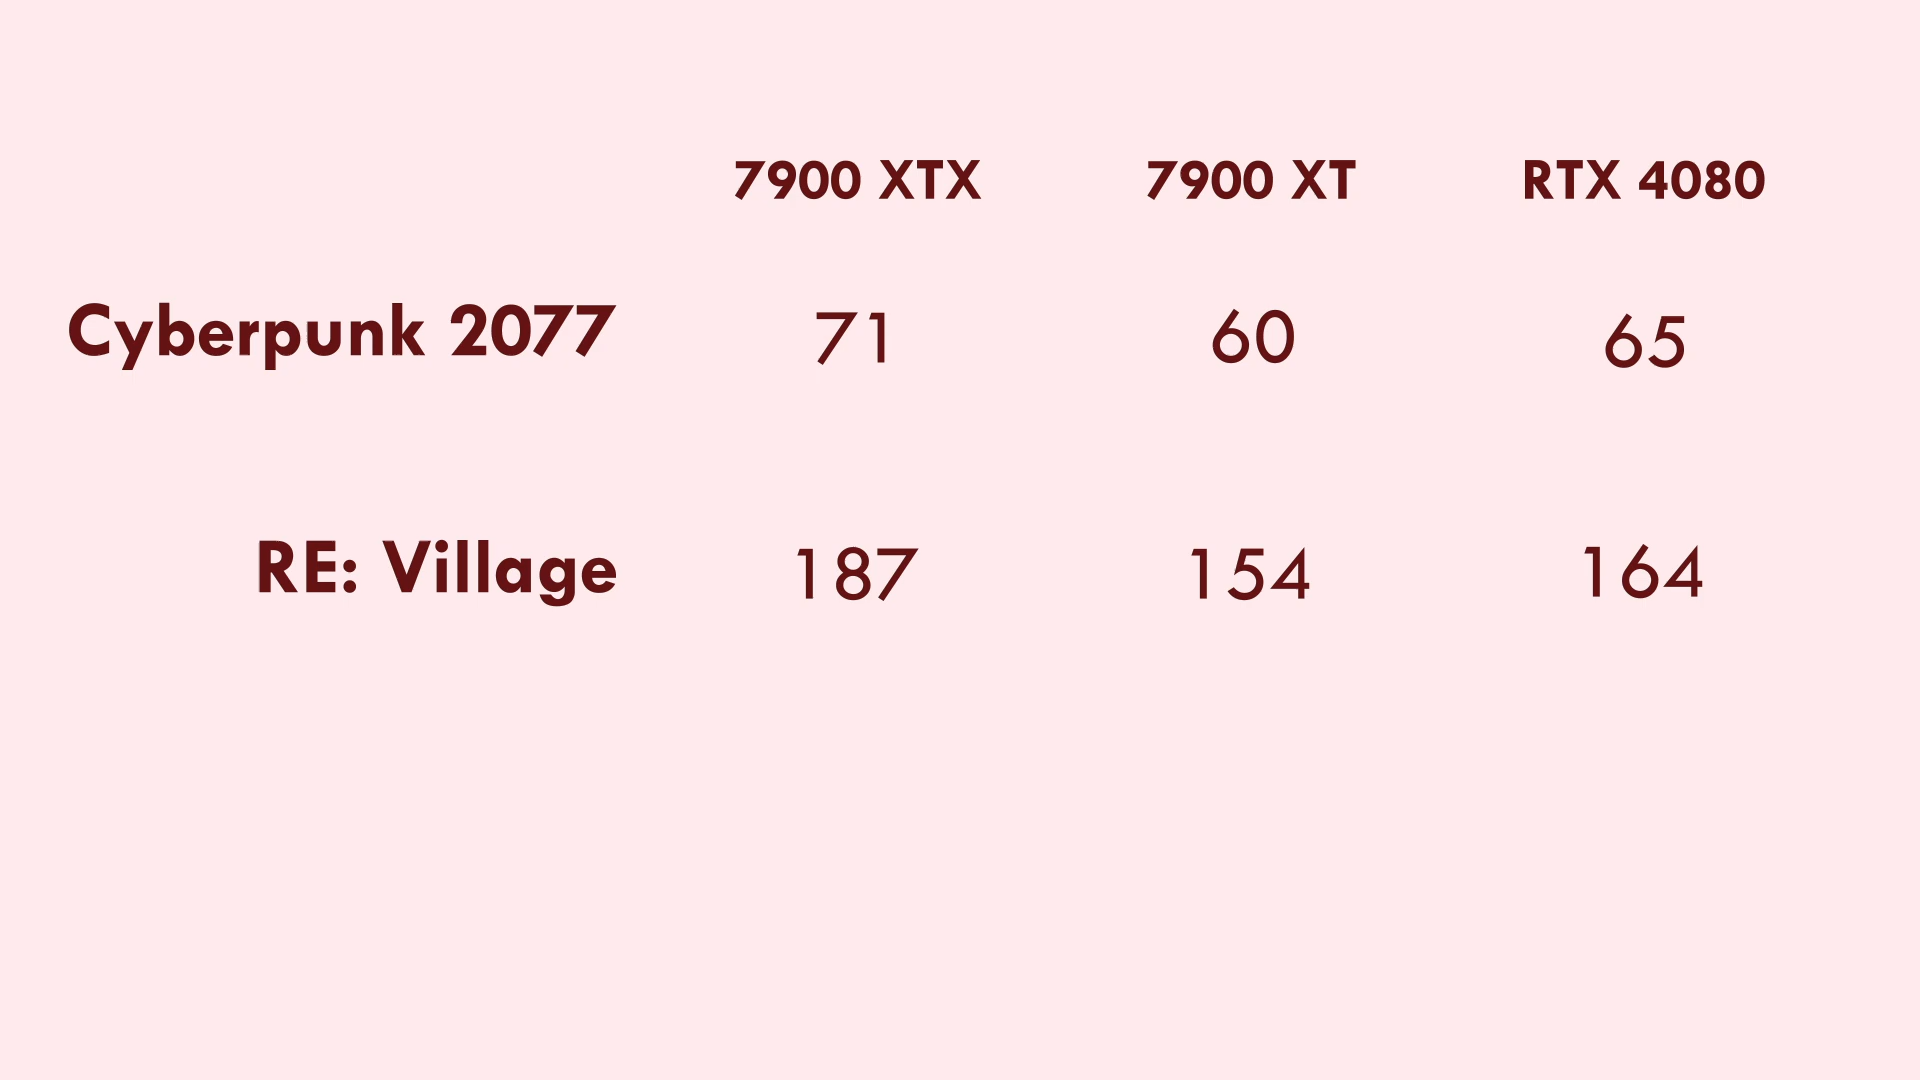 7900 XTX 7900 XT RTX 4080
Cyberpunk 2077 71 60 65
RE: Village 187 154 164